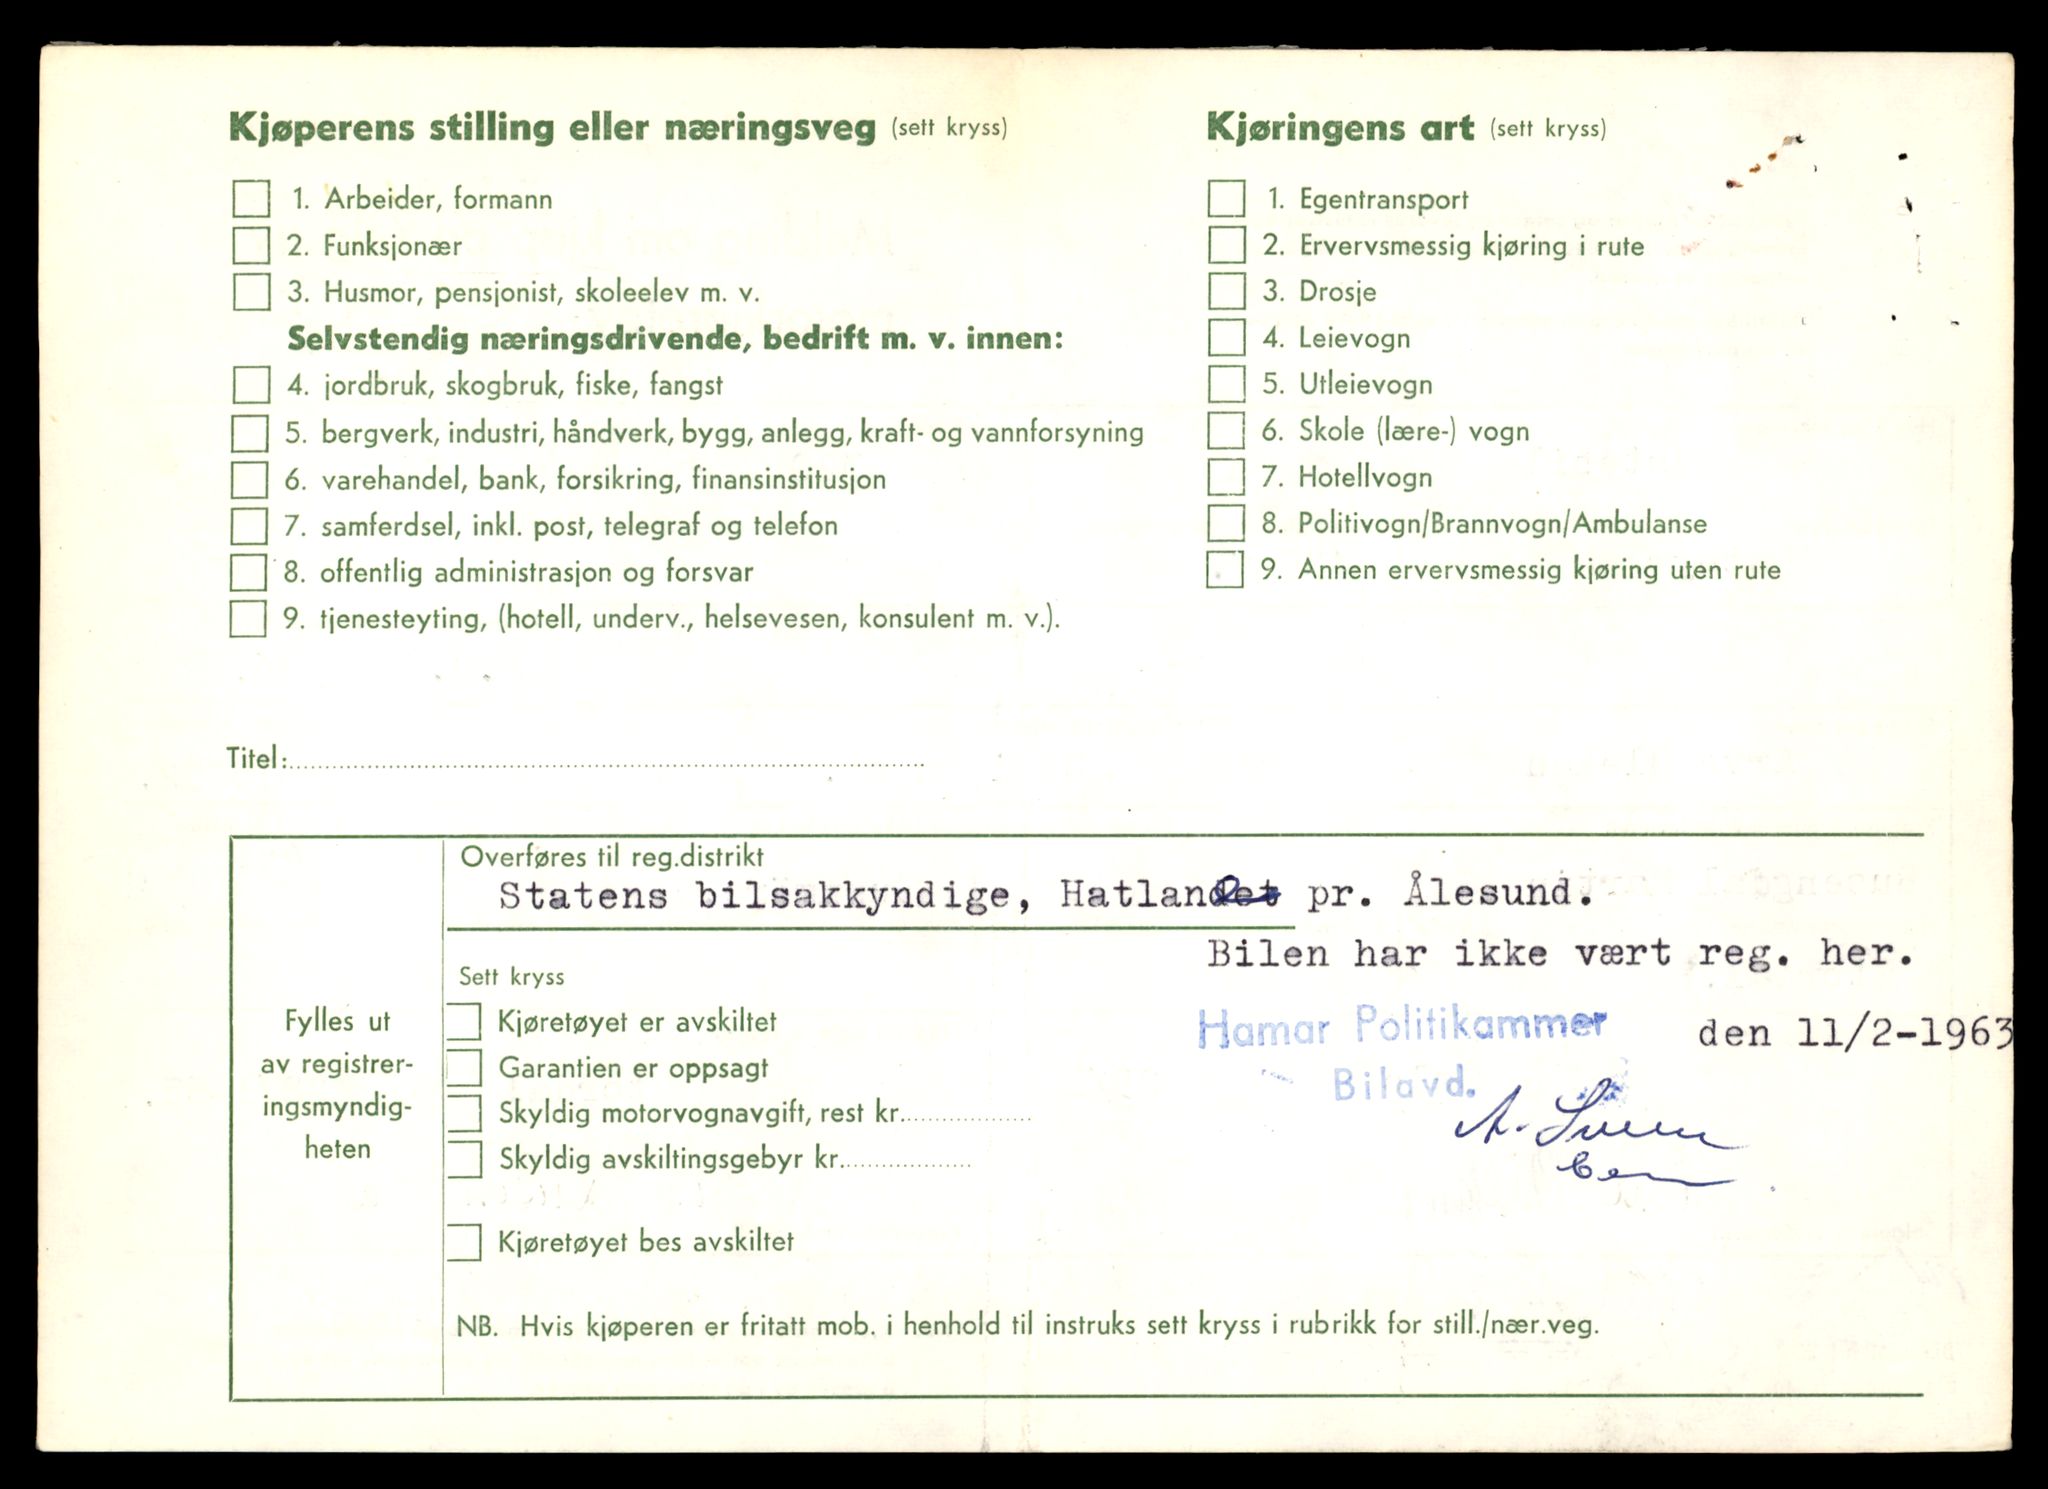 Kjøperens stilling eller næringsveg (sett kryss)
1. Arbeider, formann
2. Funksjonær
3. Husmor, pensjonist, skoleelev m. v.
Selvstendig næringsdrivende, bedrift m. v. innen:
4. jordbruk, skogbruk, fiske, fangst
5. bergverk, industri, håndverk, bygg, anlegg, kraft- og vannforsyning
6. varehandel, bank, forsikring, finansinstitusjon
7. samferdsel, inkl. post, telegraf og telefon
8. offentlig administrasjon og forsvar
9. tjenesteyting, (hotell, underv., helsevesen, konsulent m. v.).
Kjøringens art (sett kryss)
1. Egentransport
2. Ervervsmessig kjøring i rute
3. Drosje
4. Leievogn
5. Utleievogn
6. Skole (lære-) vogn
7. Hotellvogn
8. Politivogn/Brannvogn/Ambulanse
9. Annen ervervsmessig kjøring uten rute
Titel:
Fylles ut
av registrer-
ingsmyndig-
heten
Overføres til reg.distrikt
Statens bilsakkyndige, Hatlandet pr. Ålesund.
Bilen har ikke vært reg. her.
Hamar Politikammer den 11/2-1963
Bilavd.
A.
Sett kryss
Kjøretøyet er avskiltet
Garantien er oppsagt
Skyldig motorvognavgift, rest kr.
Skyldig avskiltingsgebyr kr.
Kjøretøyet bes avskiltet
NB. Hvis kjøperen er fritatt mob. i henhold til instruks sett kryss i rubrikk for still./nær.veg.